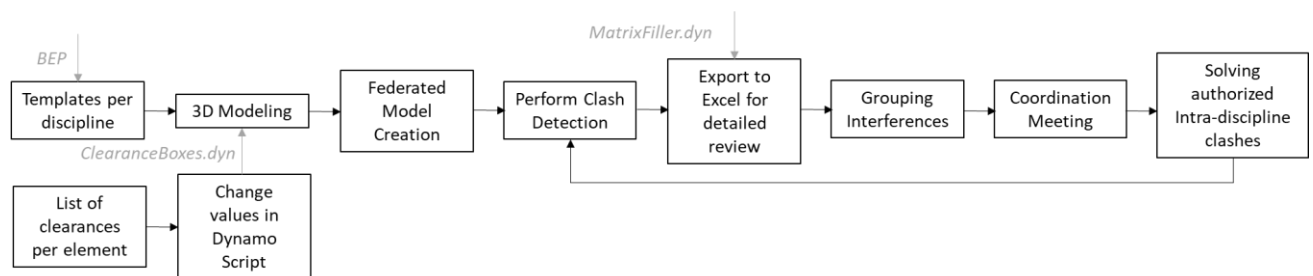 BEP
MatrixFiller.dyn
Templates per
discipline
3D Modeling
Federated
Model
Creation
Perform Clash
Detection
Export to
Excel for
detailed
review
Grouping
Interferences
Coordination
Meeting
Solving
authorized
Intra-discipline
clashes
ClearanceBoxes.dyn
List of
clearances
per element
Change
values in
Dynamo
Script